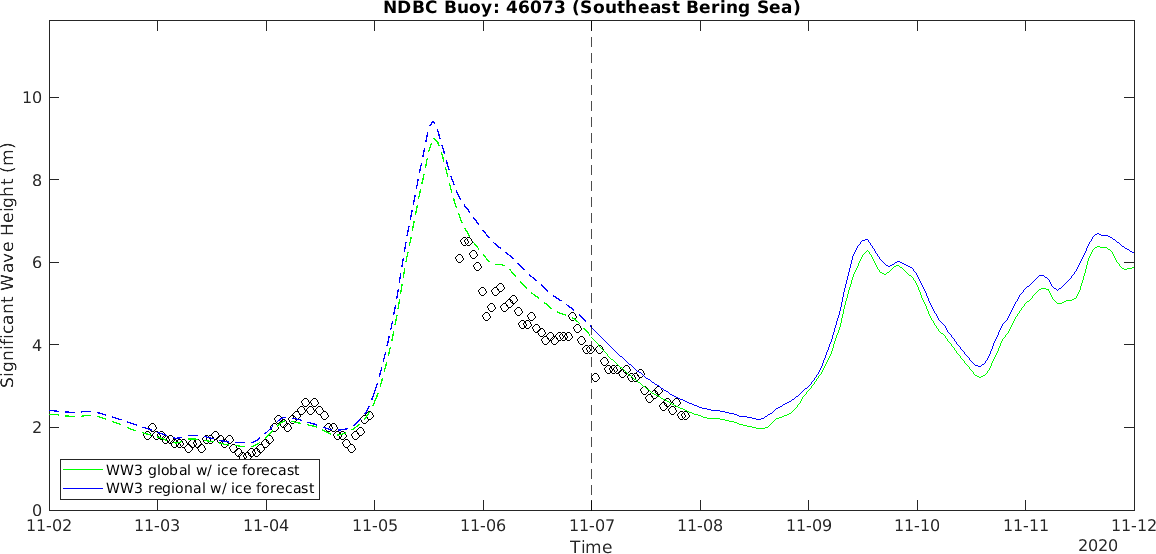 NDBC Buoy: 46073 (Southeast Bering Sea)
Significant Wave Height (m)
10
8
6
4
2
0
WW3 global w/ ice forecast
WW3 regional w/ ice forecast
11-02 11-03 11-04 11-05 11-06 11-07 11-08 11-09 11-10 11-11 11-12
Time
2020